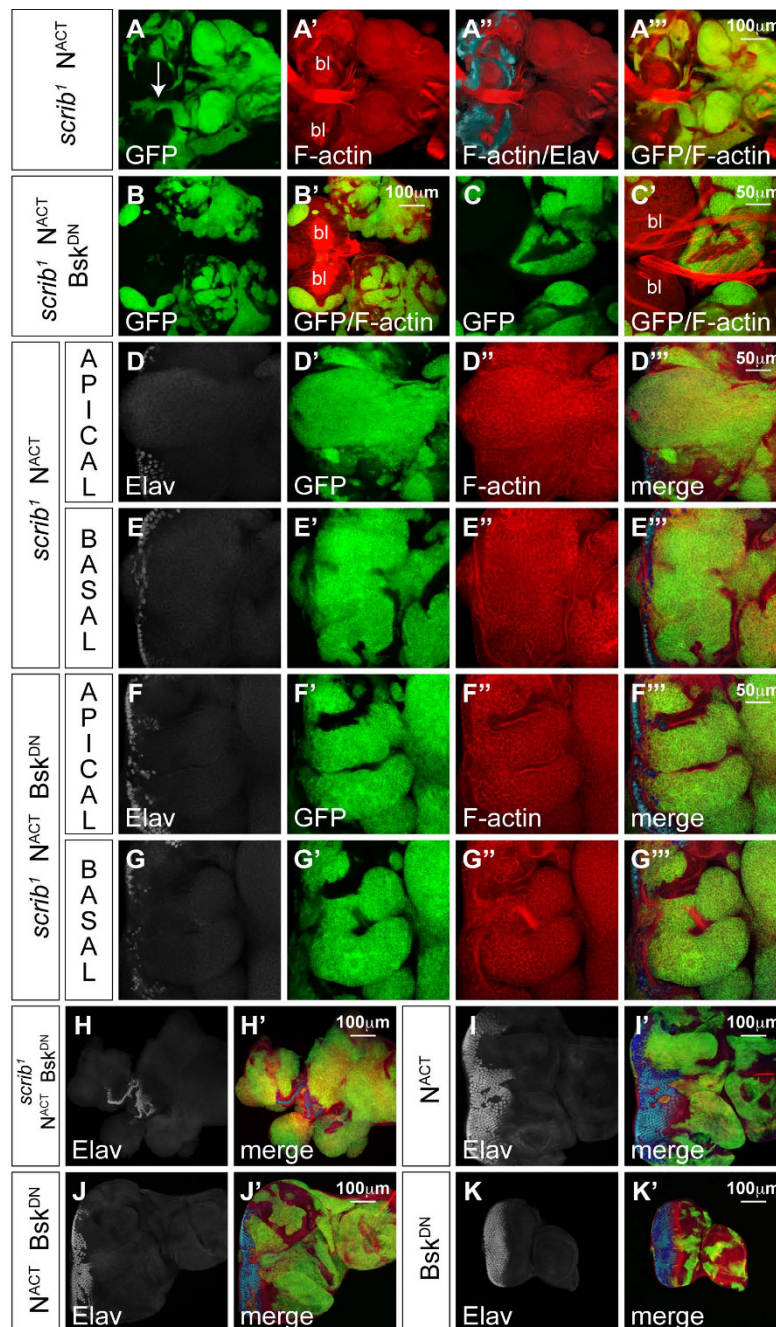 scrib¹ Nᴬᶜᵀ
A GFP
A' bl bl F-actin
A'' F-actin/Elav
A''' 100μm GFP/F-actin
scrib¹ Nᴬᶜᵀ
Bskᴰᴺ
B GFP
B' 100μm bl bl GFP/F-actin
C GFP
C' 50μm bl bl GFP/F-actin
scrib¹ Nᴬᶜᵀ
APICAL
D Elav
D' GFP
D'' F-actin
D''' 50μm merge
BASAL
E
E'
E''
E'''
scrib¹ Nᴬᶜᵀ Bskᴰᴺ
APICAL
F Elav
F' GFP
F'' F-actin
F''' 50μm merge
BASAL
G
G'
G''
G'''
scrib¹
Nᴬᶜᵀ Bskᴰᴺ
H Elav
H' 100μm merge
Nᴬᶜᵀ
I Elav
I' 100μm merge
Nᴬᶜᵀ Bskᴰᴺ
J Elav
J' 100μm merge
Bskᴰᴺ
K Elav
K' 100μm merge